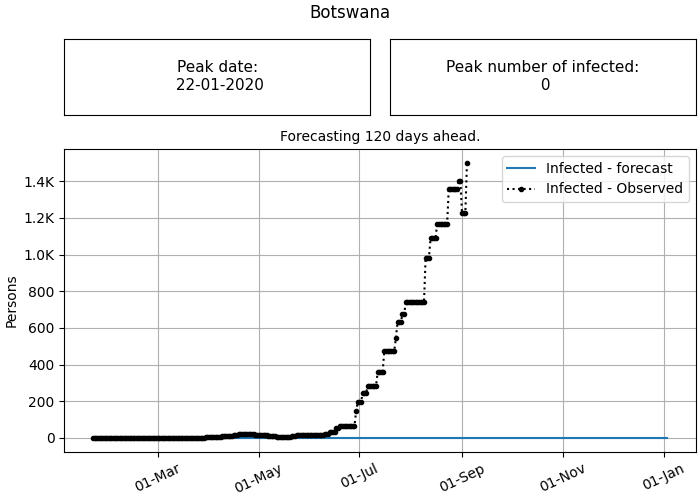 Botswana
Peak date:
22-01-2020
Peak number of infected:
0
Forecasting 120 days ahead.
Infected - forecast
Infected - Observed
1.4K
1.2K
1.0K
800
600
400
200
0
Persons
01-Mar
01-May
01-Jul
01-Sep
01-Nov
01-Jan